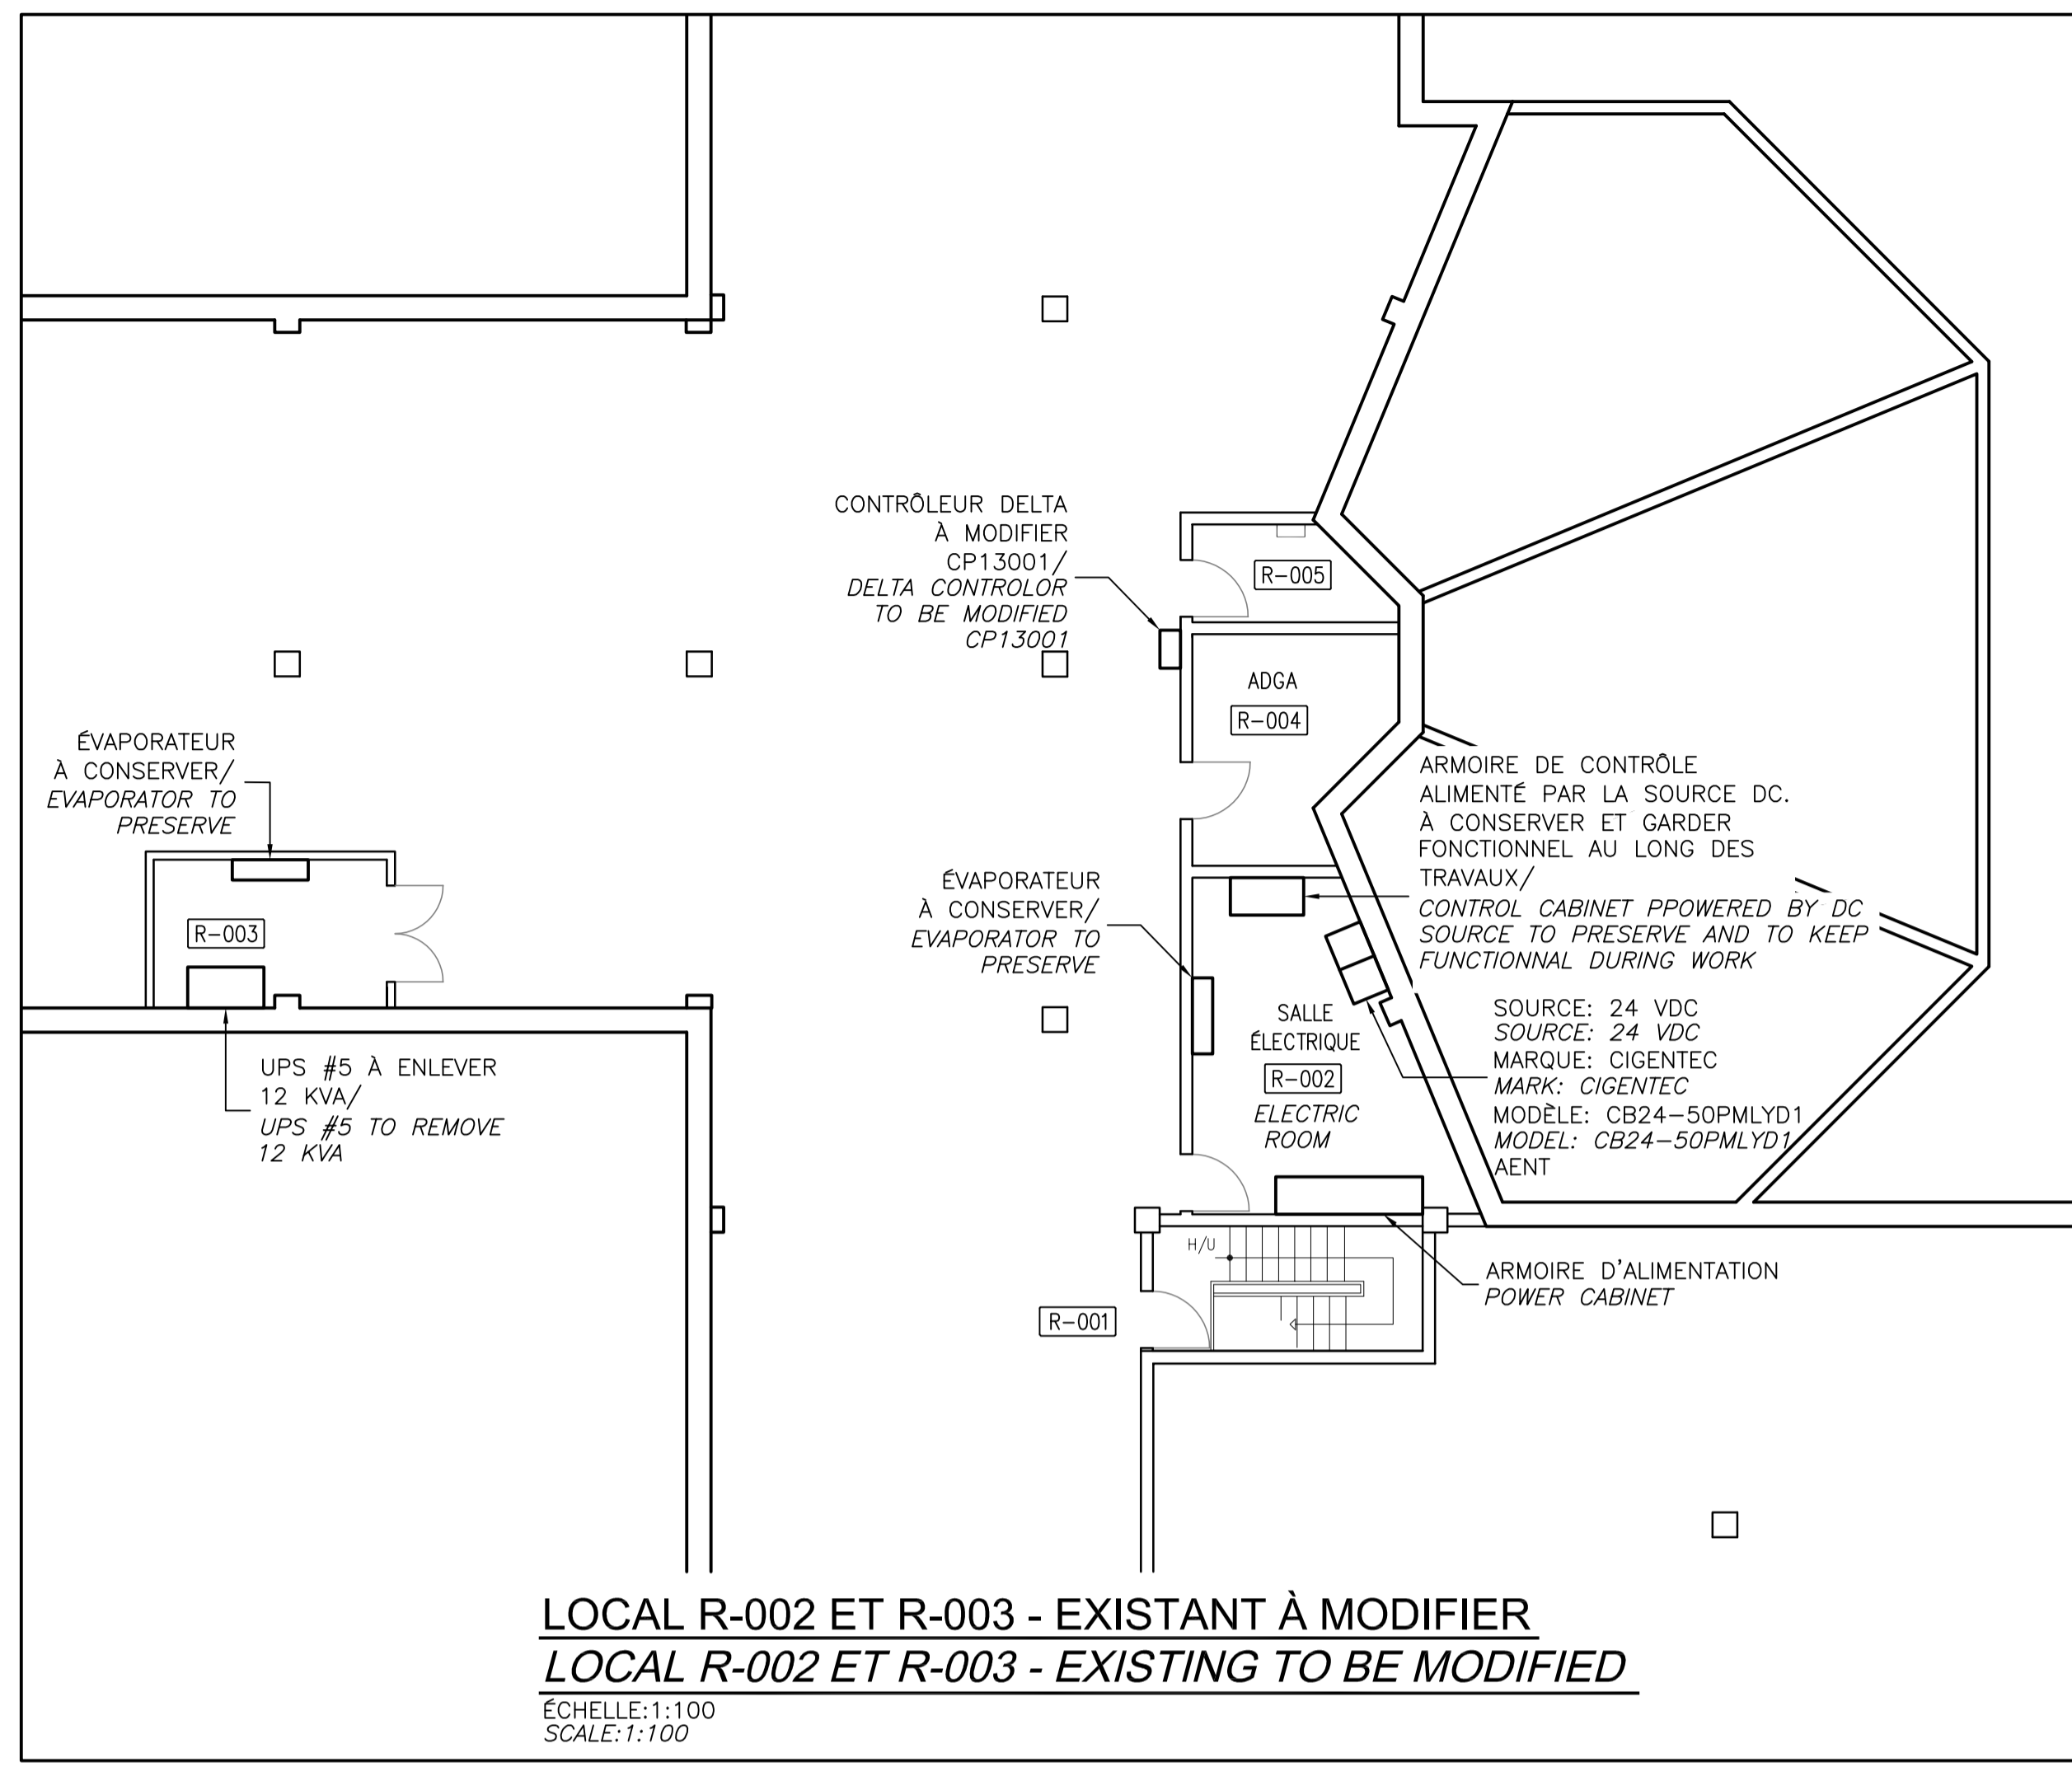 CONTRÔLEUR DELTA
À MODIFIER
CP13001/
DELTA CONTROLOR
TO BE MODIFIED
CP13001
R-005
ADGA
R-004
ÉVAPORATEUR
À CONSERVER/
EVAPORATOR TO
PRESERVE
R-003
UPS #5 À ENLEVER
12 KVA/
UPS #5 TO REMOVE
12 KVA
ÉVAPORATEUR
À CONSERVER/
EVAPORATOR TO
PRESERVE
ARMOIRE DE CONTRÔLE
ALIMENTÉ PAR LA SOURCE DC.
À CONSERVER ET GARDER
FONCTIONNEL AU LONG DES
TRAVAUX/
CONTROL CABINET PPOWERED BY DC
SOURCE TO PRESERVE AND TO KEEP
FUNCTIONNAL DURING WORK
SALLE
ÉLECTRIQUE
R-002
ELECTRIC
ROOM
SOURCE: 24 VDC
SOURCE: 24 VDC
MARQUE: CIGENTEC
MARK: CIGENTEC
MODÈLE: CB24-50PMLYD1
MODEL: CB24-50PMLYD1
AENT
H/U
R-001
ARMOIRE D'ALIMENTATION
POWER CABINET
LOCAL R-002 ET R-003 - EXISTANT À MODIFIER
LOCAL R-002 ET R-003 - EXISTING TO BE MODIFIED
ÉCHELLE:1:100
SCALE:1:100